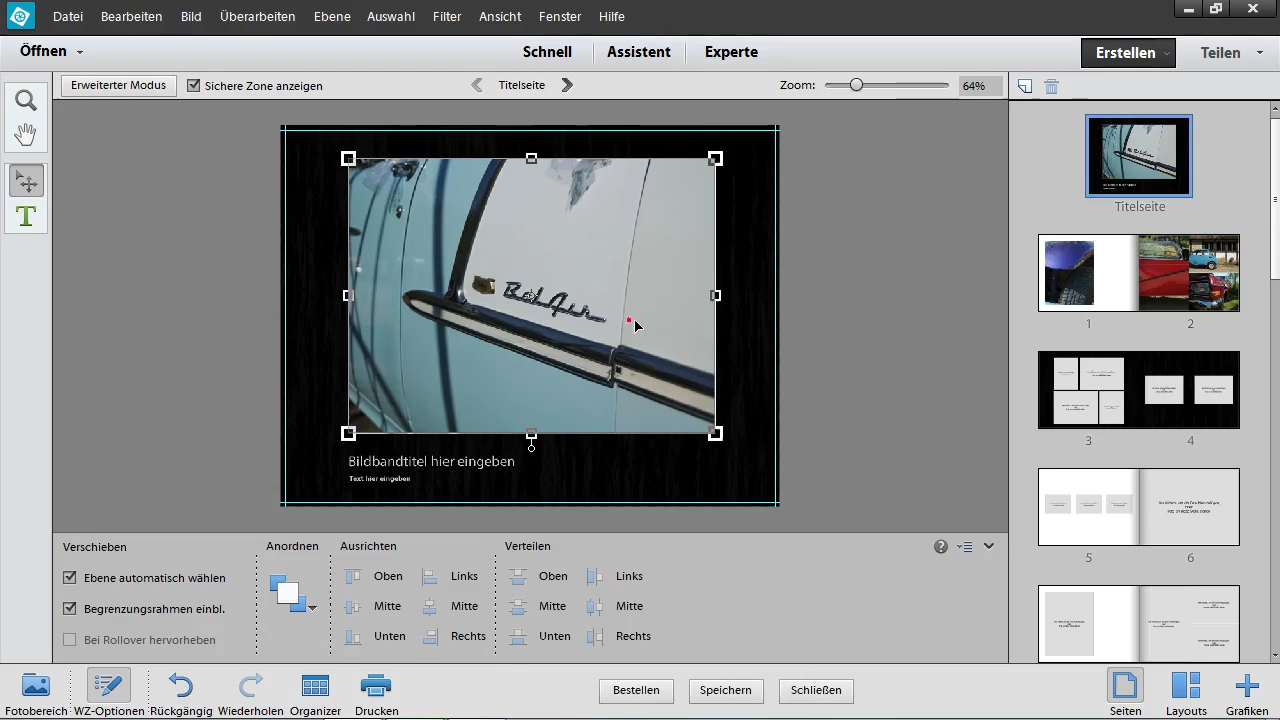 Datei Bearbeiten Bild Überarbeiten Ebene Auswahl Filter Ansicht Fenster Hilfe
Öffnen Schnell Assistent Experte Erstellen Teilen
Erweiterter Modus Sichere Zone anzeigen Titelseite Zoom: 64%
BelAir
Titelseite
1 2
3 4
5 6
Bildbandtitel hier eingeben
Text hier eingeben
Verschieben Anordnen Ausrichten Verteilen
Ebene automatisch wählen Oben Links Oben Links
Begrenzungsrahmen einbl. Mitte Mitte Mitte Mitte
Bei Rollover hervorheben Unten Rechts Unten Rechts
Bestellen Speichern Schließen
Fotobereich WZ-Optionen Rückgängig Wiederholen Organizer Drucken Seiten Layouts Grafiken